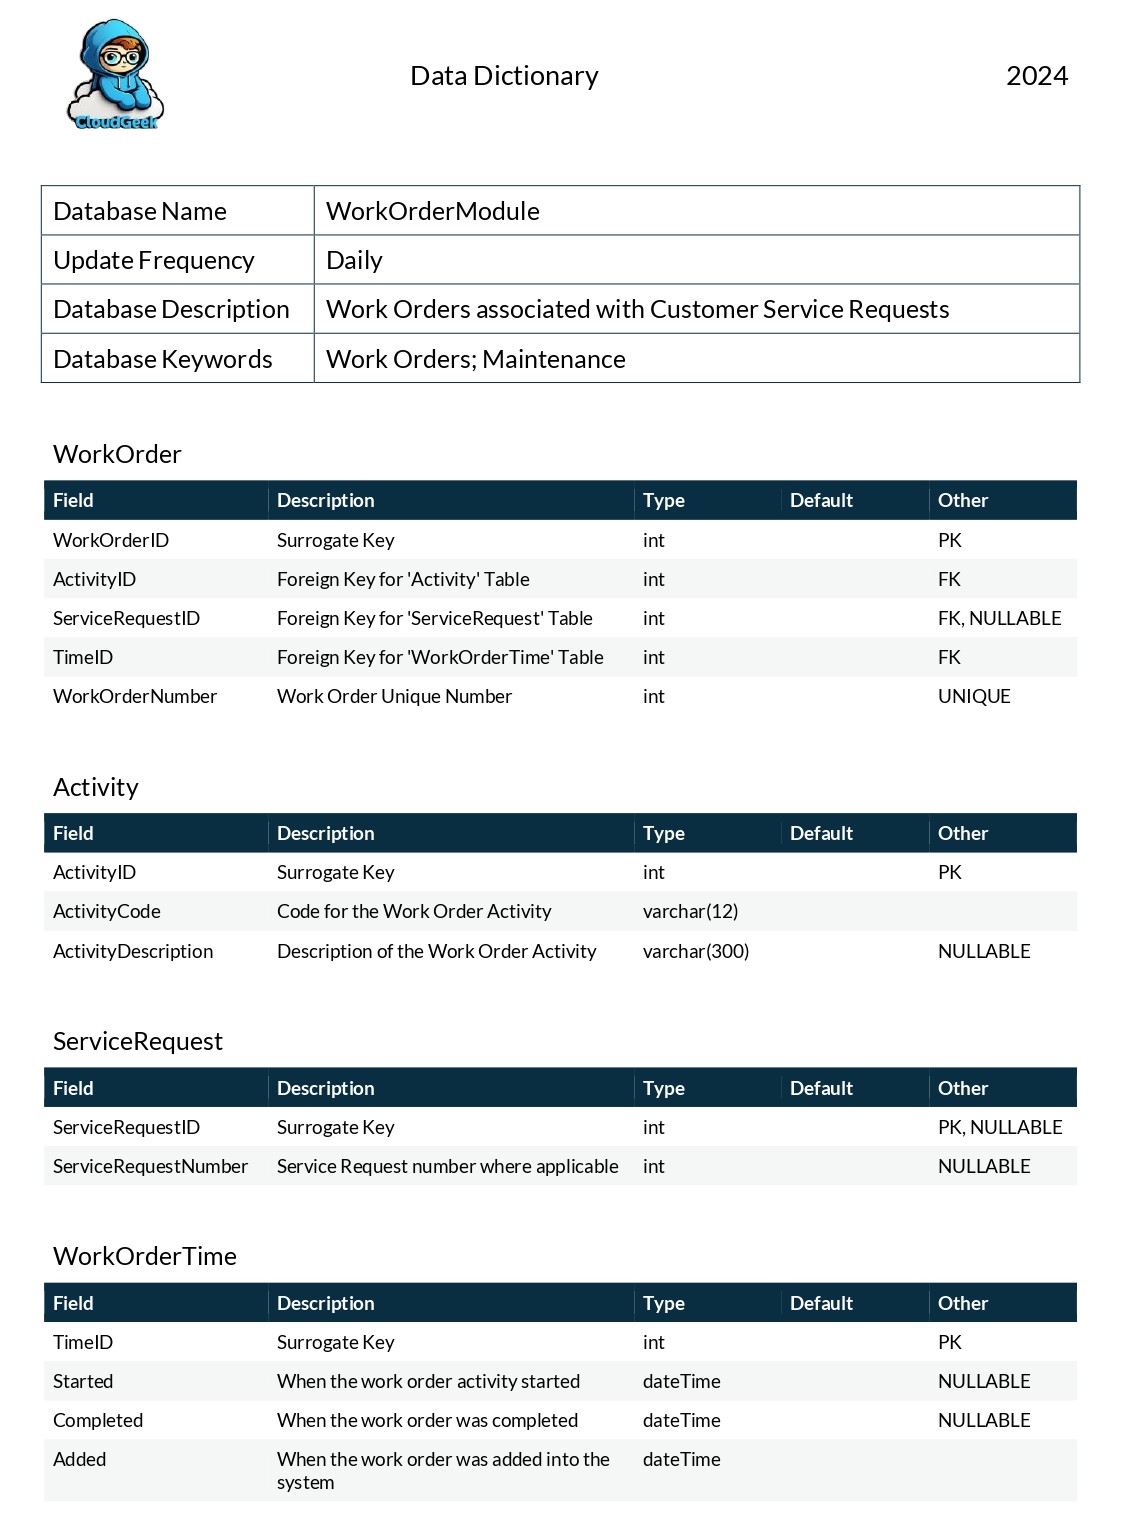 CloudGeek
Data Dictionary
2024
Database Name WorkOrderModule
Update Frequency Daily
Database Description Work Orders associated with Customer Service Requests
Database Keywords Work Orders; Maintenance
WorkOrder
Field Description Type Default Other
WorkOrderID Surrogate Key int PK
ActivityID Foreign Key for 'Activity' Table int FK
ServiceRequestID Foreign Key for 'ServiceRequest' Table int FK, NULLABLE
TimeID Foreign Key for 'WorkOrderTime' Table int FK
WorkOrderNumber Work Order Unique Number int UNIQUE
Activity
Field Description Type Default Other
ActivityID Surrogate Key int PK
ActivityCode Code for the Work Order Activity varchar(12)
ActivityDescription Description of the Work Order Activity varchar(300) NULLABLE
ServiceRequest
Field Description Type Default Other
ServiceRequestID Surrogate Key int PK, NULLABLE
ServiceRequestNumber Service Request number where applicable int NULLABLE
WorkOrderTime
Field Description Type Default Other
TimeID Surrogate Key int PK
Started When the work order activity started dateTime NULLABLE
Completed When the work order was completed dateTime NULLABLE
Added When the work order was added into the dateTime
system